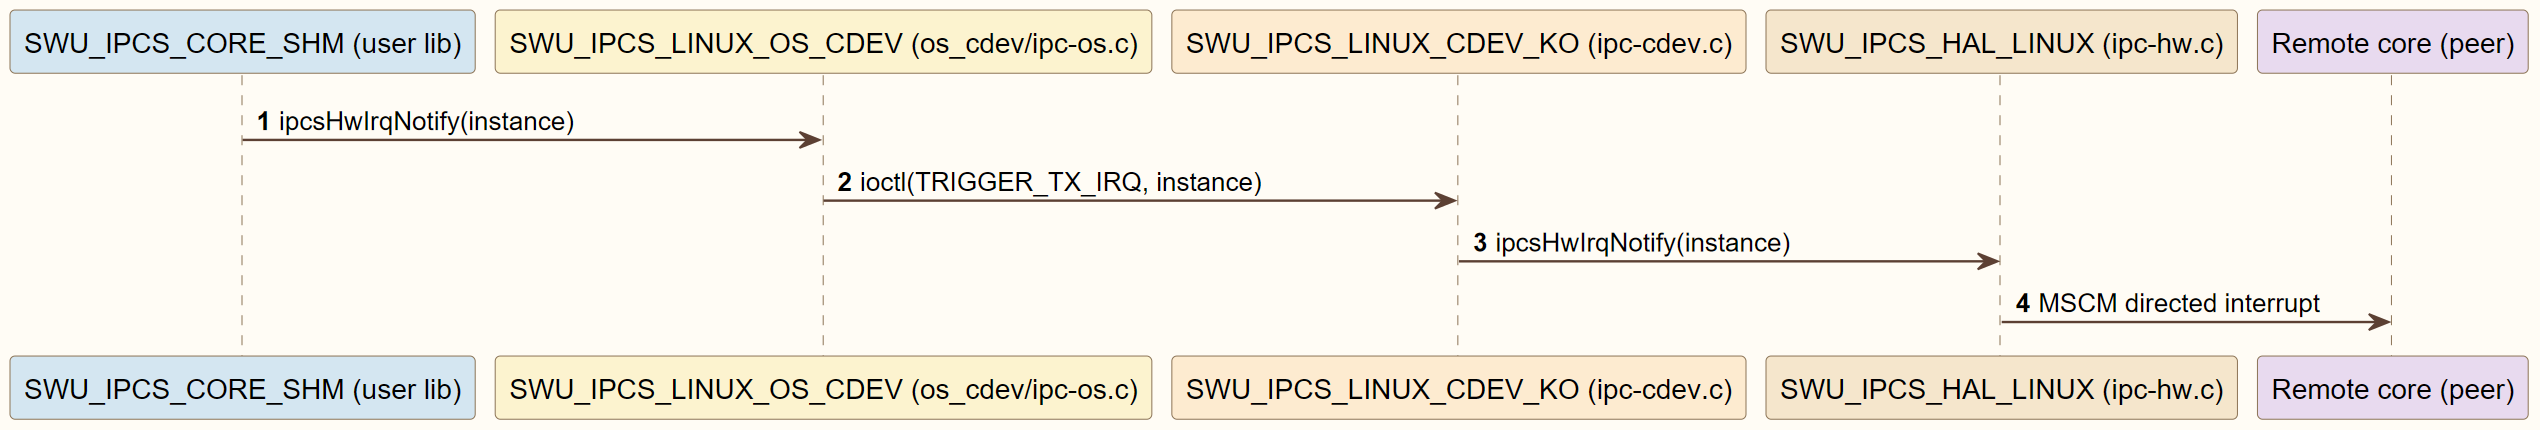 SWU_IPCS_CORE_SHM (user lib)
SWU_IPCS_LINUX_OS_CDEV (os_cdev/ipc-os.c)
SWU_IPCS_LINUX_CDEV_KO (ipc-cdev.c)
SWU_IPCS_HAL_LINUX (ipc-hw.c)
Remote core (peer)
1 ipcsHwIrqNotify(instance)
2 ioctl(TRIGGER_TX_IRQ, instance)
3 ipcsHwIrqNotify(instance)
4 MSCM directed interrupt
SWU_IPCS_CORE_SHM (user lib)
SWU_IPCS_LINUX_OS_CDEV (os_cdev/ipc-os.c)
SWU_IPCS_LINUX_CDEV_KO (ipc-cdev.c)
SWU_IPCS_HAL_LINUX (ipc-hw.c)
Remote core (peer)